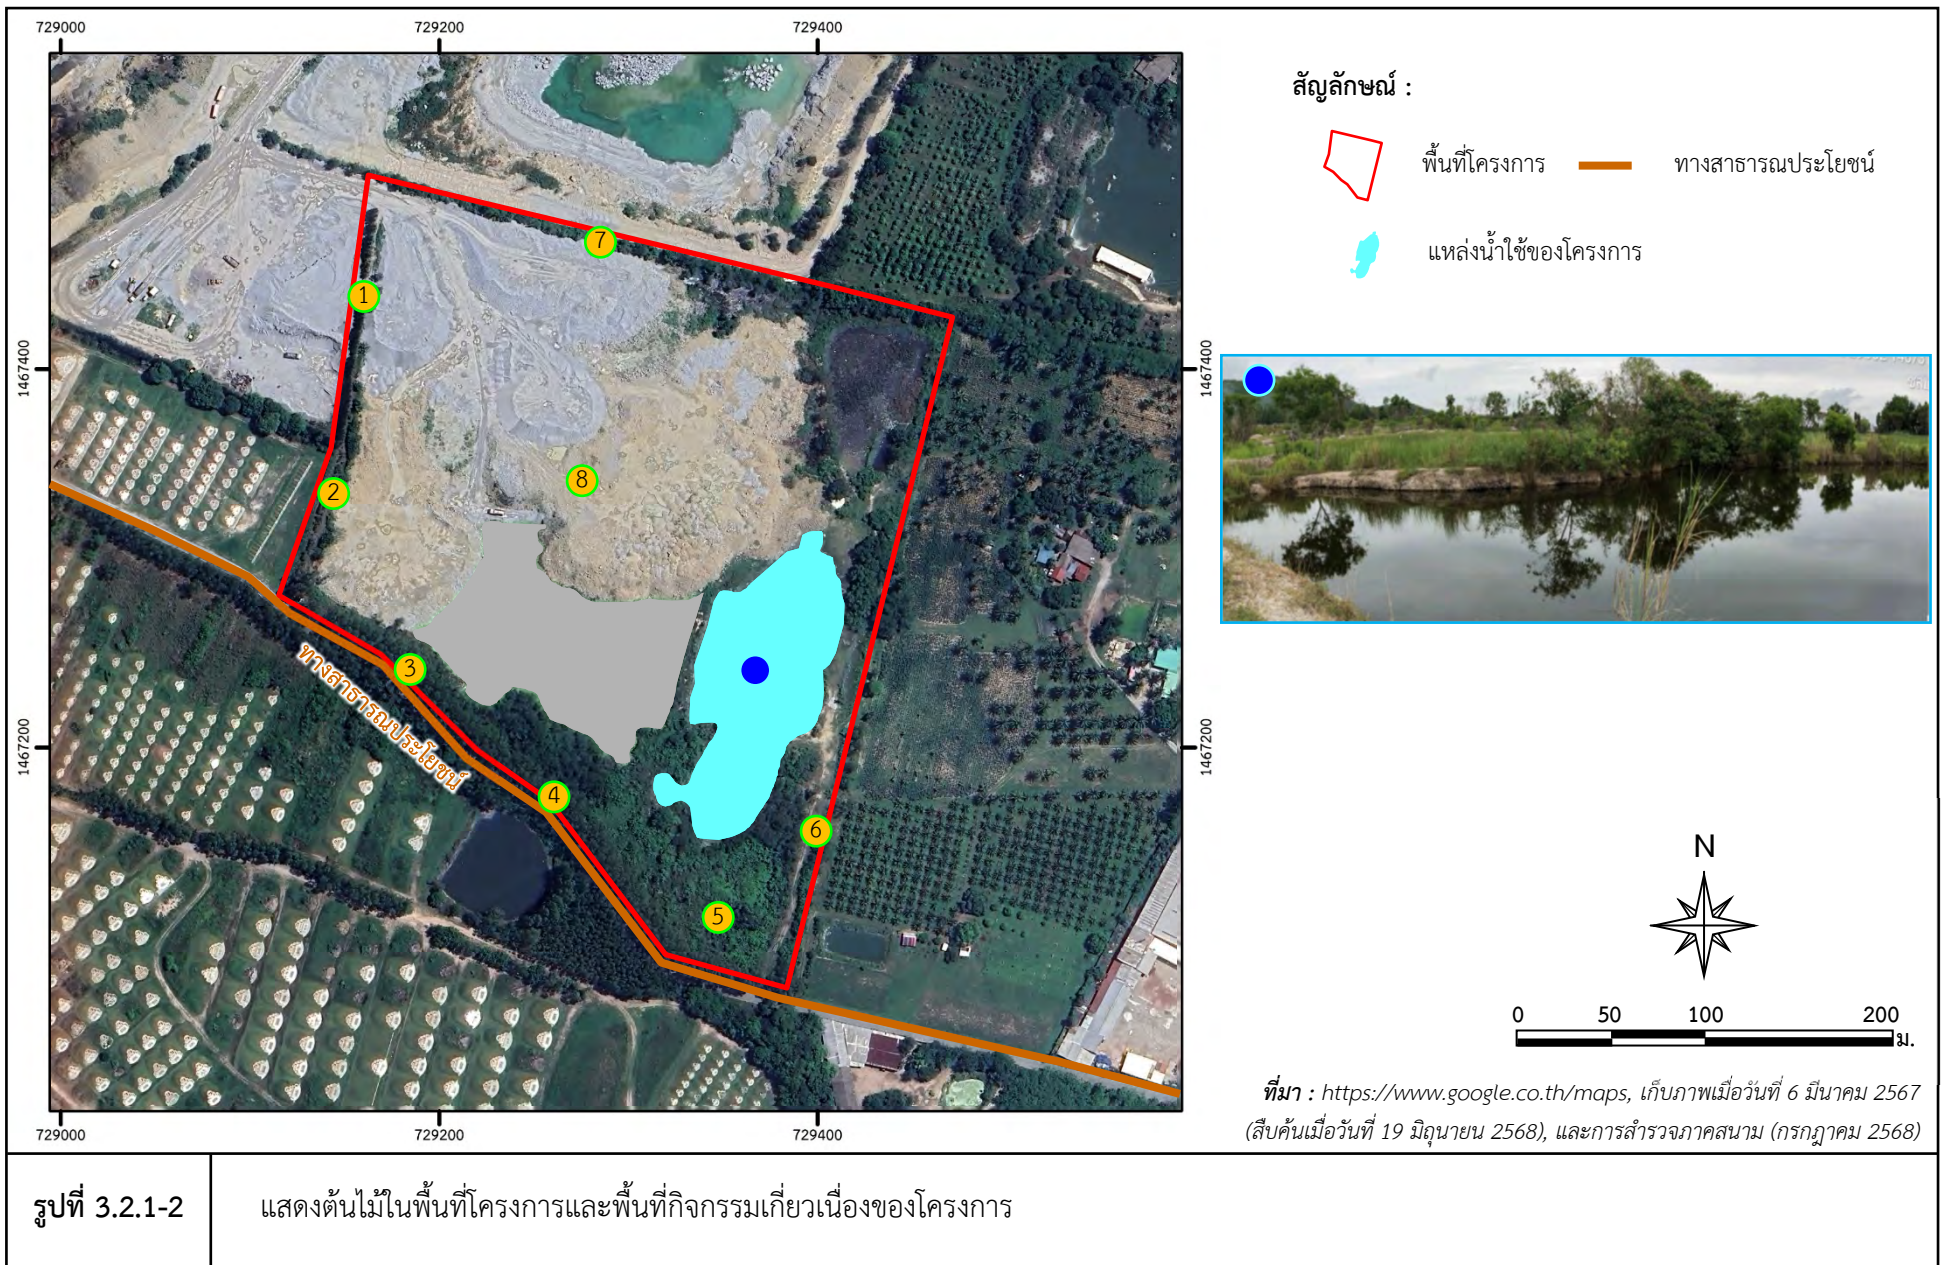 729000 729200 729400
สัญลักษณ์ :
พื้นที่โครงการ ทางสาธารณประโยชน์
แหล่งน้ำใช้ของโครงการ
7
1
1467400 1467400
8
2
3
ทางสาธารณประโยชน์
1467200 1467200
4
6
5
N
0 50 100 200
ม.
ที่มา : https://www.google.co.th/maps, เก็บภาพเมื่อวันที่ 6 มีนาคม 2567
(สืบค้นเมื่อวันที่ 19 มิถุนายน 2568), และการสำรวจภาคสนาม (กรกฎาคม 2568)
729000 729200 729400
รูปที่ 3.2.1-2 แสดงต้นไม้ในพื้นที่โครงการและพื้นที่กิจกรรมเกี่ยวเนื่องของโครงการ